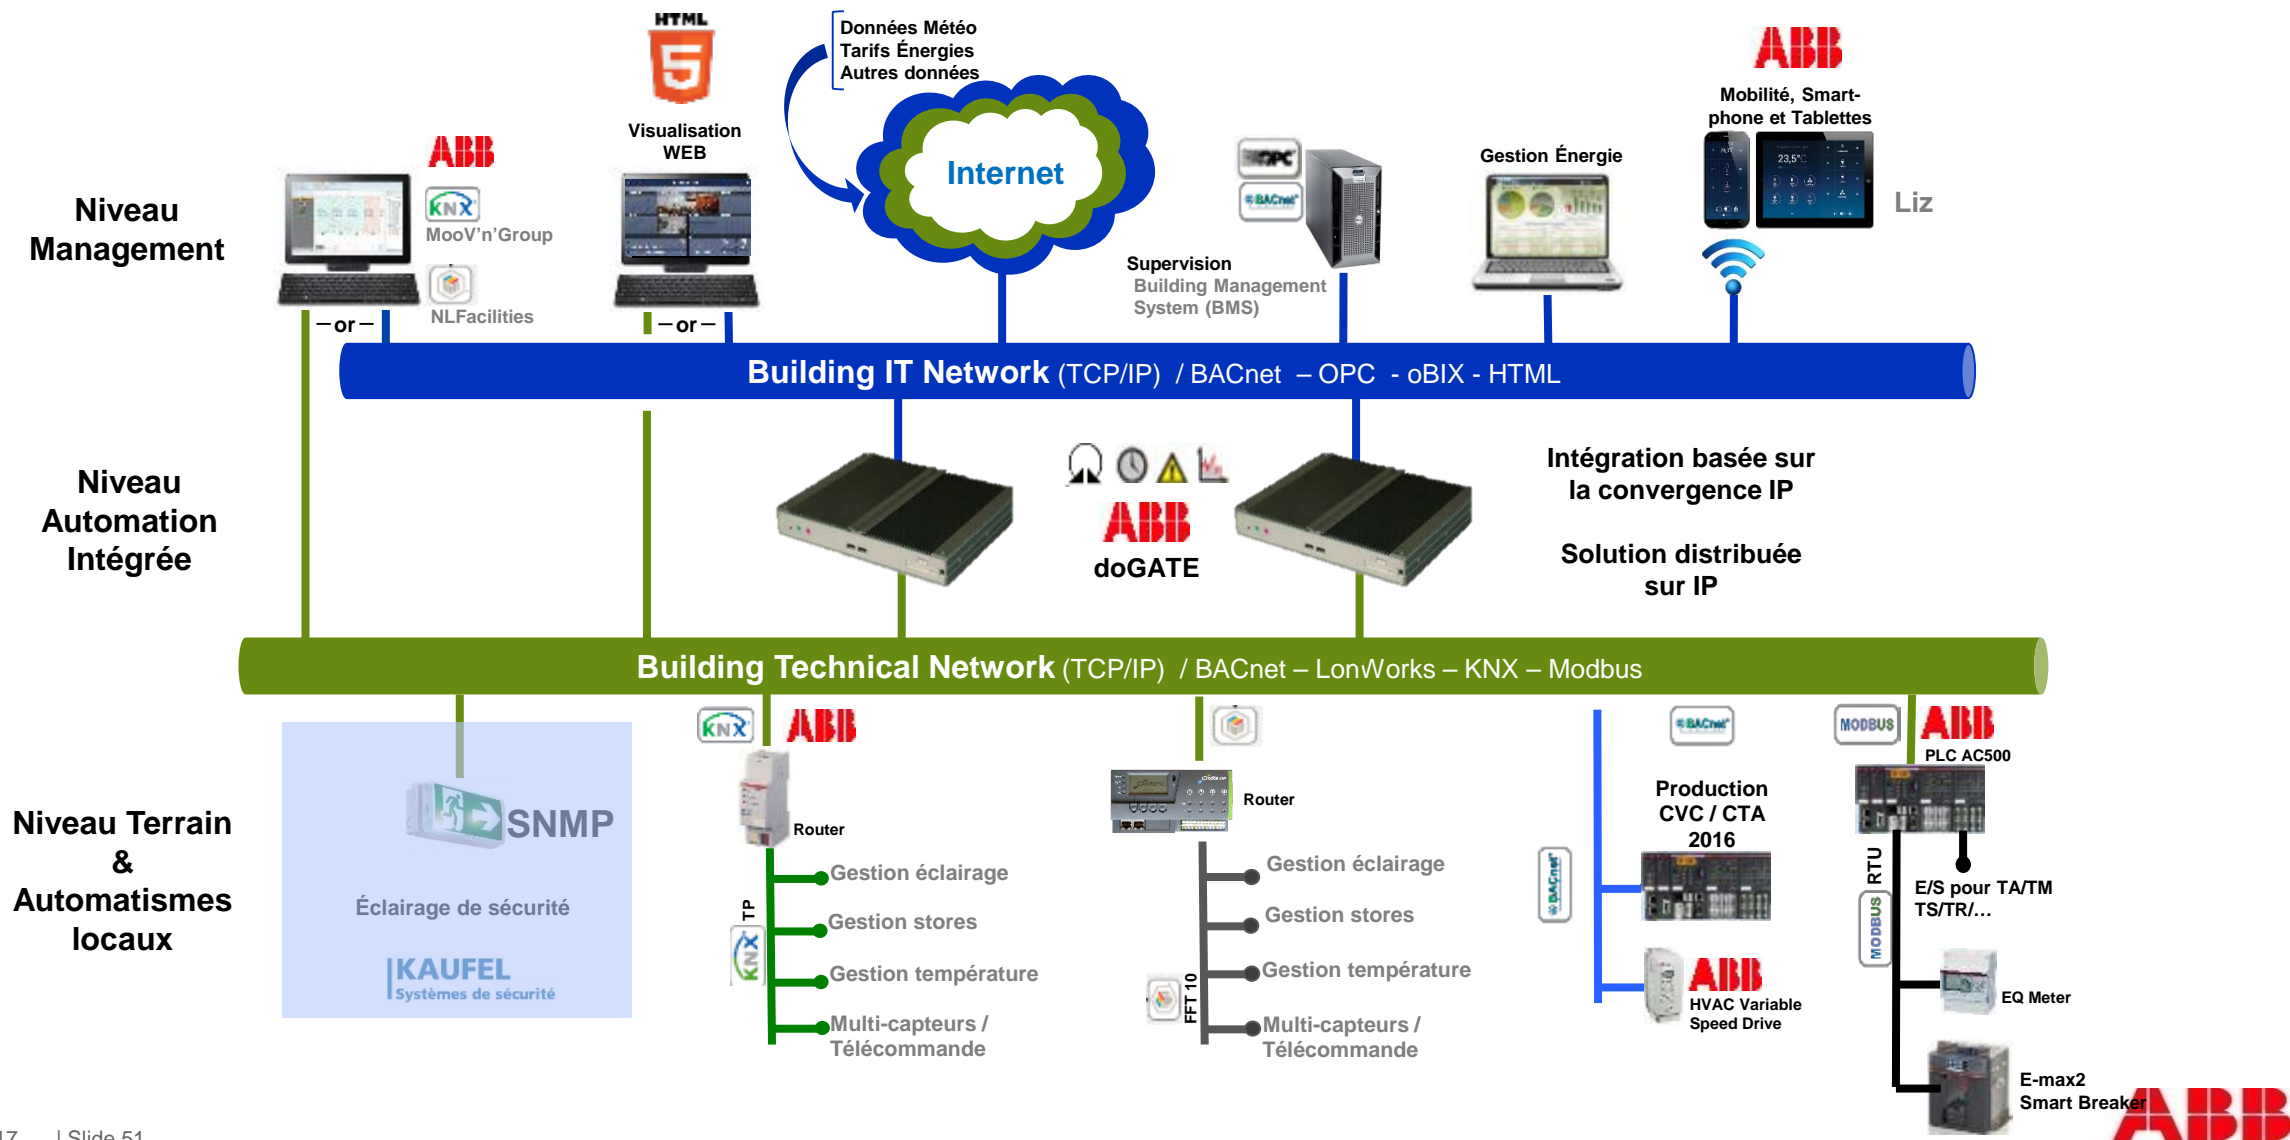 HTML
5
Données Météo
Tarifs Énergies
Autres données
ABB
Mobilité, Smart-
phone et Tablettes
Visualisation
WEB
ABB
KNX
MooV'n'Group
NLFacilities
Internet
OPC
BACnet
Gestion Énergie
23,5°
Liz
Niveau
Management
Supervision
Building Management
System (BMS)
or
or
Building IT Network (TCP/IP) / BACnet – OPC - oBIX - HTML
Niveau
Automation
Intégrée
ABB
doGATE
Intégration basée sur
la convergence IP
Solution distribuée
sur IP
Building Technical Network (TCP/IP) / BACnet – LonWorks – KNX – Modbus
KNX
ABB
BACnet
MODBUS
ABB
PLC AC500
Niveau Terrain
&
Automatismes
locaux
SNMP
Éclairage de sécurité
KAUFEL
Systèmes de sécurité
Router
TP
KNX
Gestion éclairage
Gestion stores
Gestion température
Multi-capteurs /
Télécommande
Router
FFT 10
Gestion éclairage
Gestion stores
Gestion température
Multi-capteurs /
Télécommande
Production
CVC / CTA
2016
BACnet
ABB
HVAC Variable
Speed Drive
RTU
MODBUS
E/S pour TA/TM
TS/TR/...
EQ Meter
E-max2
Smart Breaker
ABB
17 | Slide 51